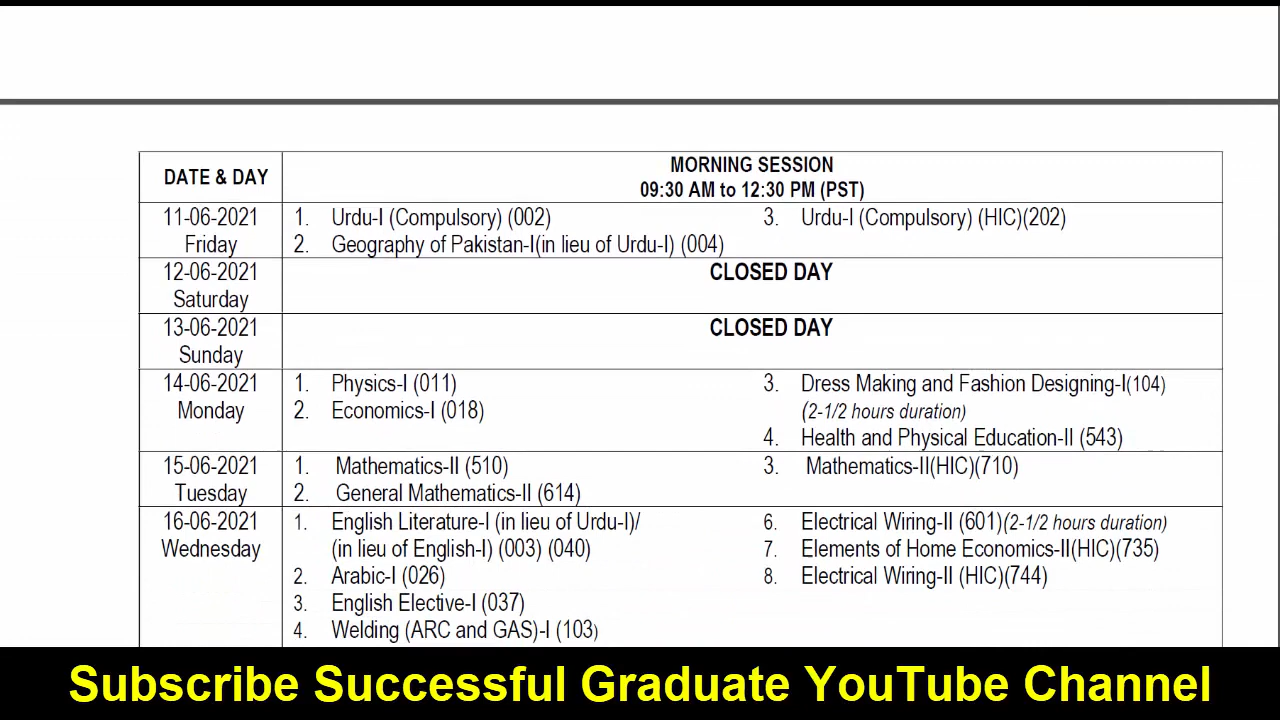 DATE & DAY
MORNING SESSION
09:30 AM to 12:30 PM (PST)
11-06-2021
Friday
1. Urdu-I (Compulsory) (002)
2. Geography of Pakistan-I(in lieu of Urdu-I) (004)
3. Urdu-I (Compulsory) (HIC)(202)
12-06-2021
Saturday
CLOSED DAY
13-06-2021
Sunday
CLOSED DAY
14-06-2021
Monday
1. Physics-I (011)
2. Economics-I (018)
3. Dress Making and Fashion Designing-I(104)
(2-1/2 hours duration)
4. Health and Physical Education-II (543)
15-06-2021
Tuesday
1. Mathematics-II (510)
2. General Mathematics-II (614)
3. Mathematics-II(HIC)(710)
16-06-2021
Wednesday
1. English Literature-I (in lieu of Urdu-I)/
(in lieu of English-I) (003) (040)
2. Arabic-I (026)
3. English Elective-I (037)
4. Welding (ARC and GAS)-I (103)
6. Electrical Wiring-II (601)(2-1/2 hours duration)
7. Elements of Home Economics-II(HIC)(735)
8. Electrical Wiring-II (HIC)(744)
Subscribe Successful Graduate YouTube Channel